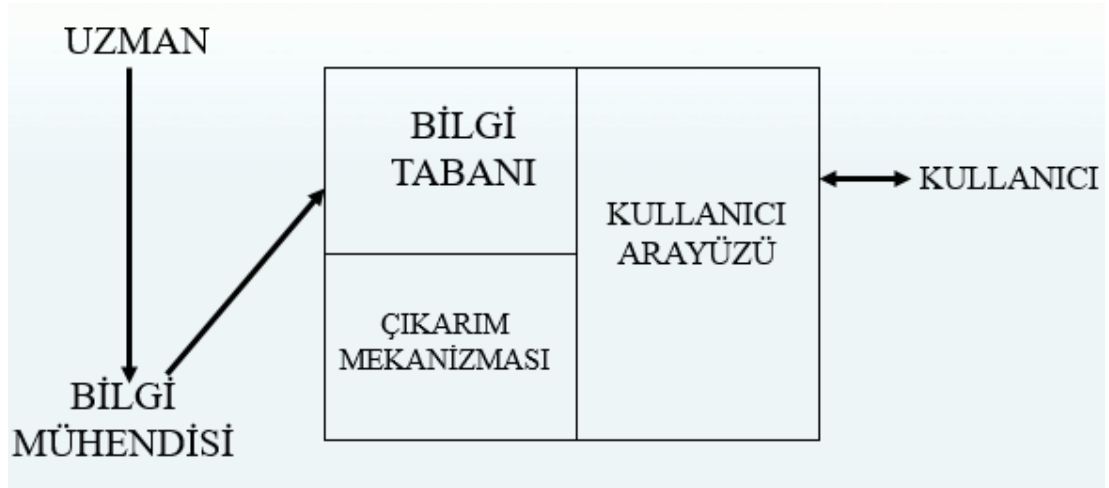 UZMAN
BİLGİ
TABANI
KULLANICI
ARAYÜZÜ
KULLANICI
ÇIKARIM
MEKANİZMASI
BİLGİ
MÜHENDİSİ